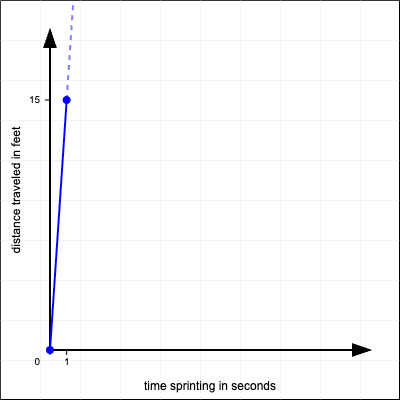 15
distance traveled in feet
0
1
time sprinting in seconds